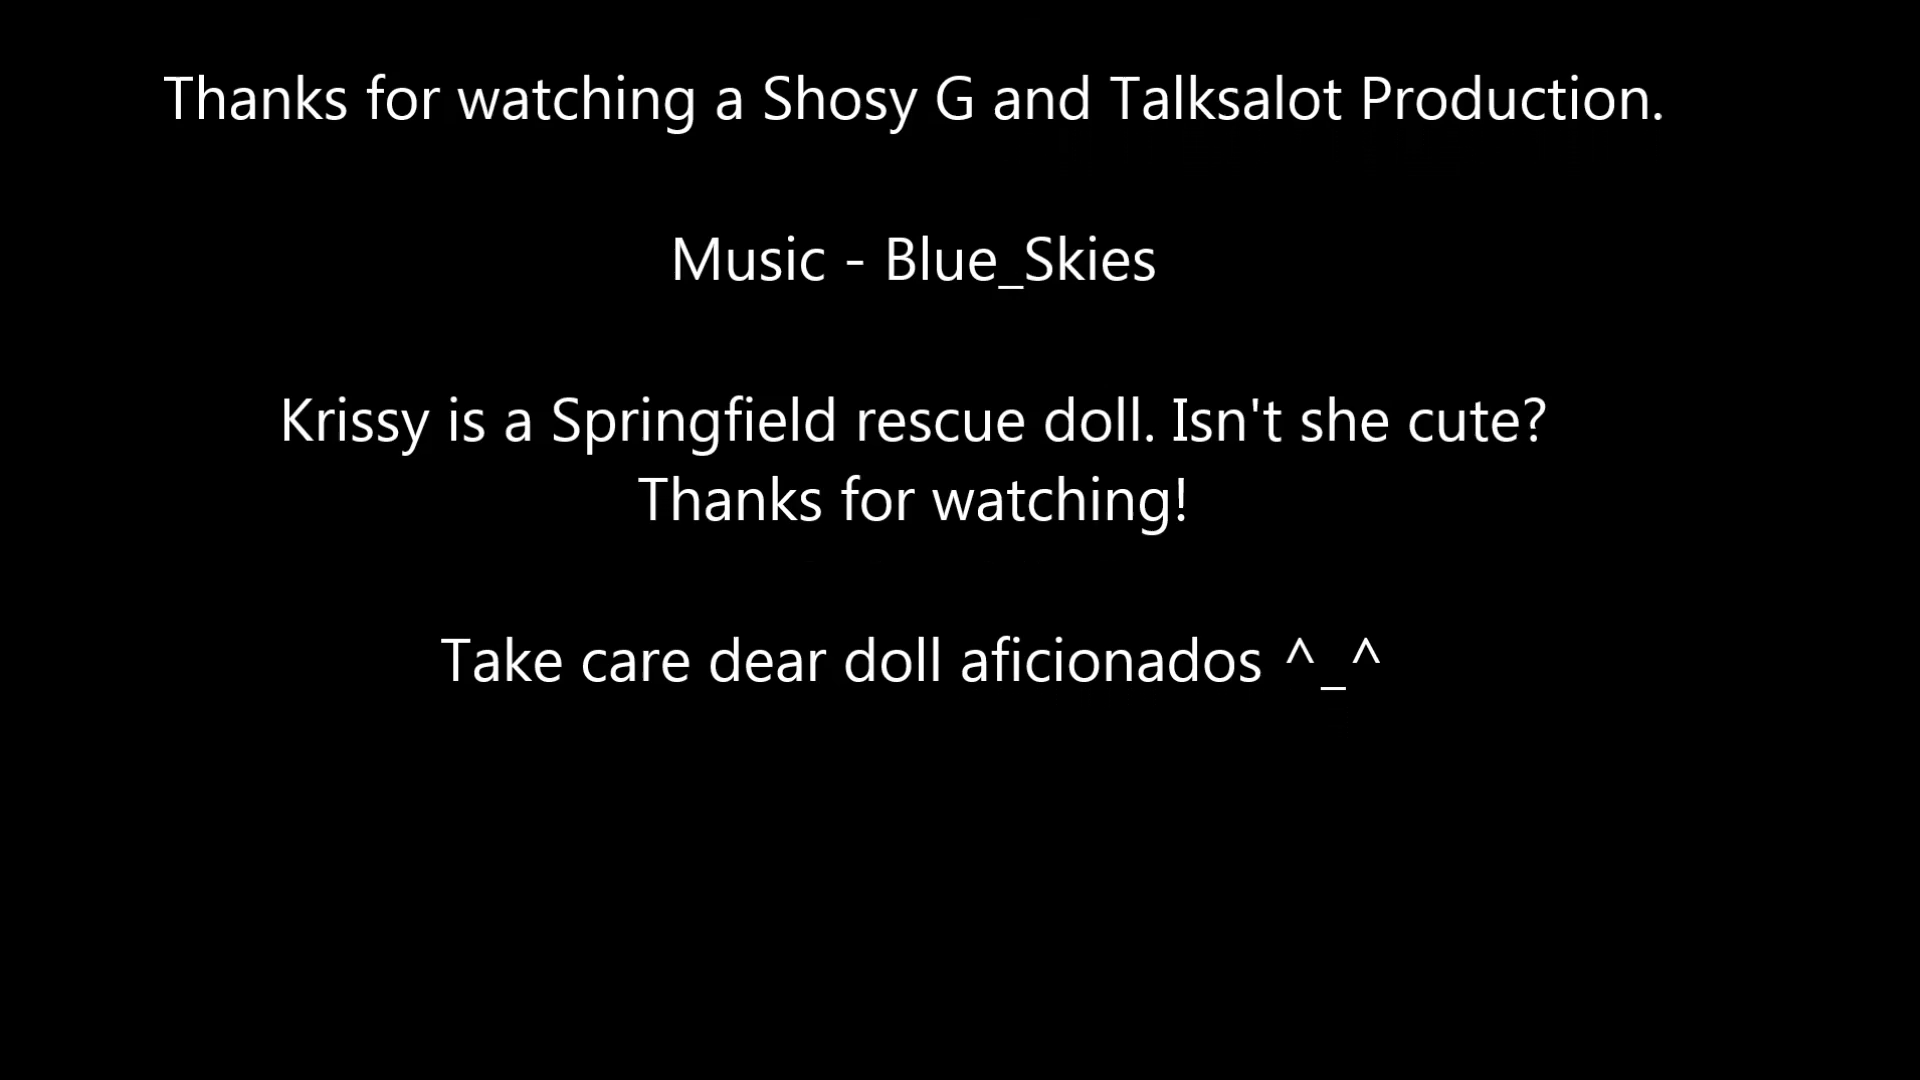 Thanks for watching a Shosy G and Talksalot Production.
Music - Blue_Skies
Krissy is a Springfield rescue doll. Isn't she cute?
Thanks for watching!
Take care dear doll aficionados ^_^